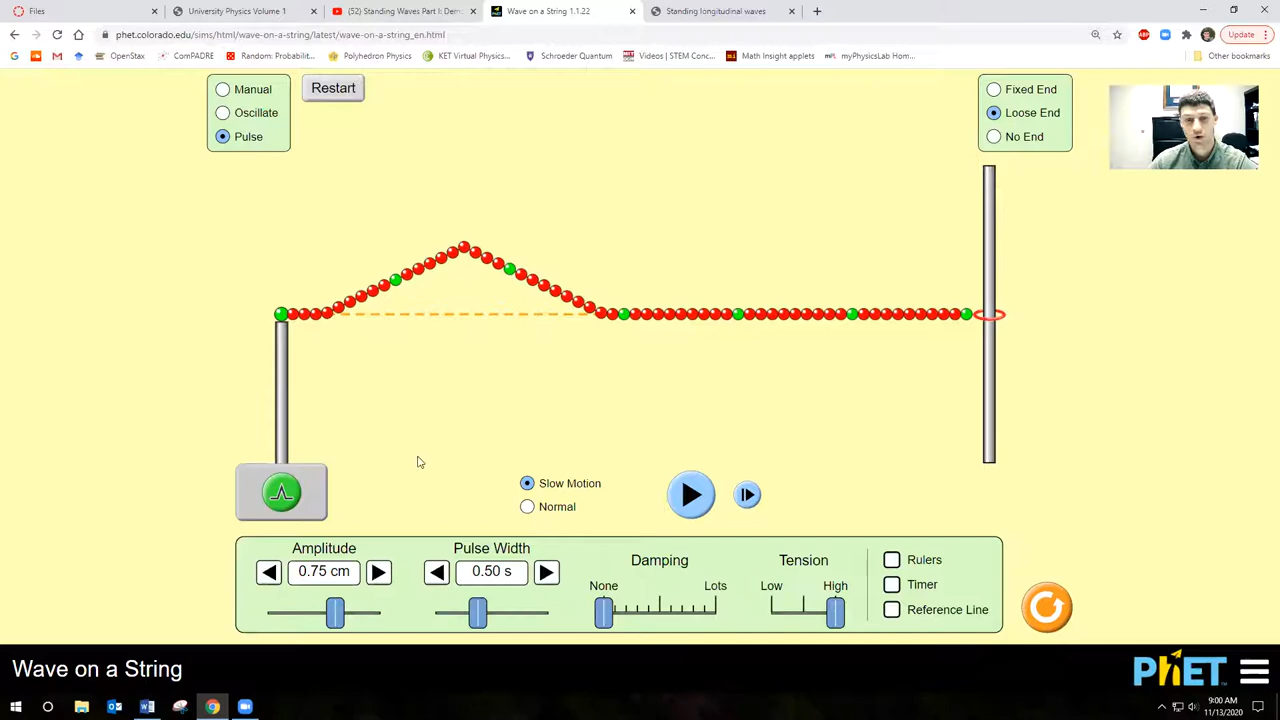 Files
University Physics Volume 1
(52) Standing Waves Part I: Dem
Wave on a String 1.1.22
Standing longitudinal waves
phet.colorado.edu/sims/html/wave-on-a-string/latest/wave-on-a-string_en.html
Update
OpenStax
ComPADRE
Random: Probabilit...
Polyhedron Physics
KET Virtual Physics...
Schroeder Quantum
Videos | STEM Conc...
Math Insight applets
myPhysicsLab Hom...
Other bookmarks
Manual
Oscillate
Pulse
Restart
Fixed End
Loose End
No End
Slow Motion
Normal
Amplitude
0.75 cm
Pulse Width
0.50 s
Damping
None
Lots
Tension
Low
High
Rulers
Timer
Reference Line
Wave on a String
PhET
9:00 AM
11/13/2020